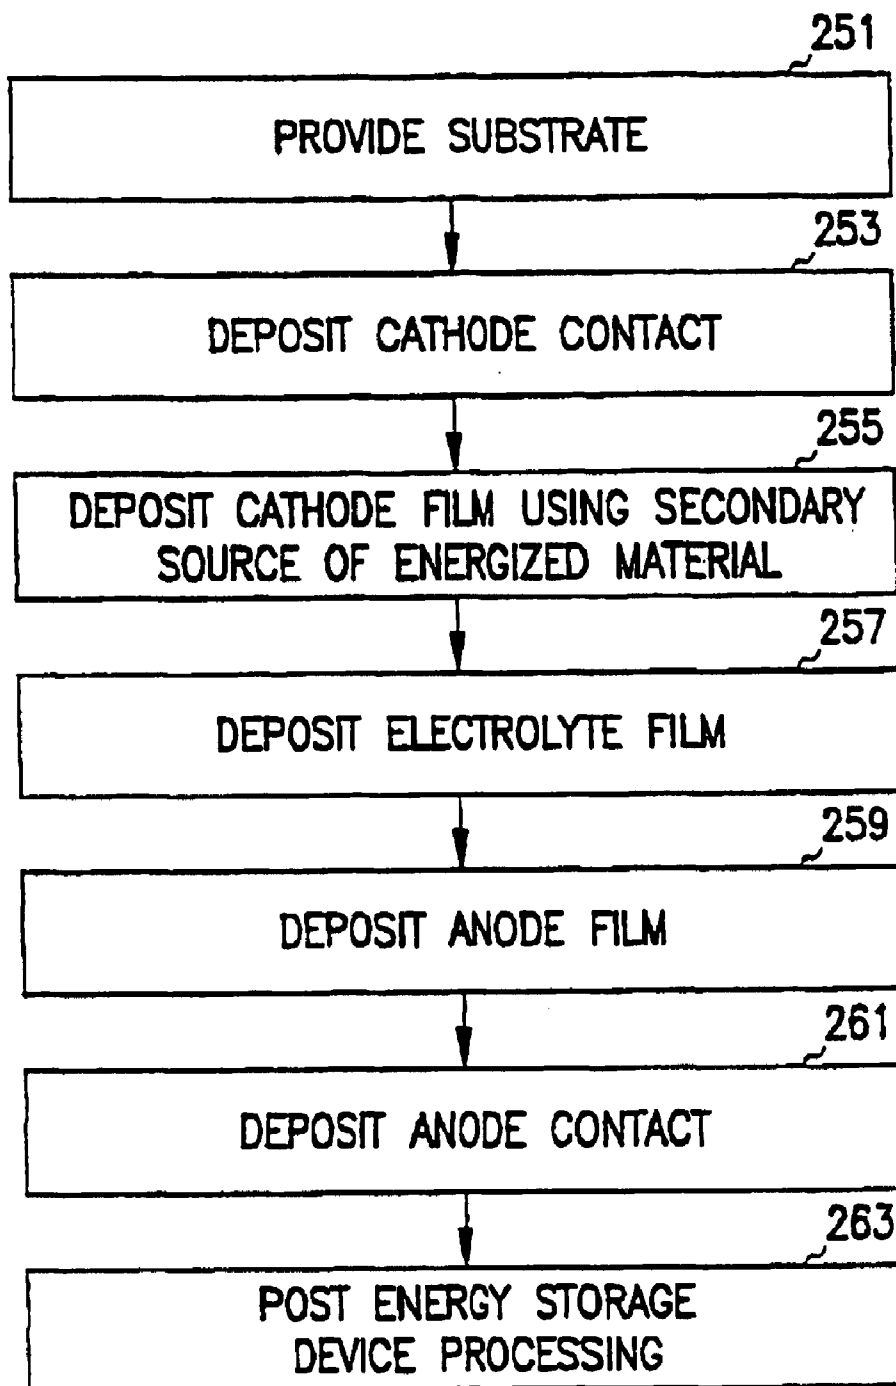 251
PROVIDE SUBSTRATE
253
DEPOSIT CATHODE CONTACT
255
DEPOSIT CATHODE FILM USING SECONDARY
SOURCE OF ENERGIZED MATERIAL
257
DEPOSIT ELECTROLYTE FILM
259
DEPOSIT ANODE FILM
261
DEPOSIT ANODE CONTACT
263
POST ENERGY STORAGE
DEVICE PROCESSING